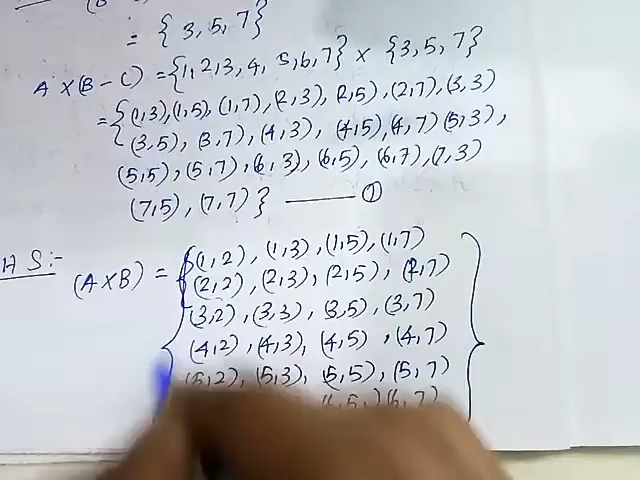 = { 3, 5, 7 }
A × (B - C) = {1, 2, 3, 4, 5, 6, 7} × {3, 5, 7}
= {(1,3), (1,5), (1,7), (2,3), (2,5), (2,7), (3,3)
(3,5), (3,7), (4,3), (4,5), (4,7) (5,3),
(5,5), (5,7), (6,3), (6,5), (6,7), (7,3)
(7,5), (7,7) } ——— ①
H S:-
(A×B) = {(1,2), (1,3), (1,5), (1,7)
(2,2), (2,3), (2,5), (2,7)
(3,2), (3,3), (3,5), (3,7)
(4,2), (4,3), (4,5), (4,7)
(5,2), (5,3), (5,5), (5,7)
(6,7) }